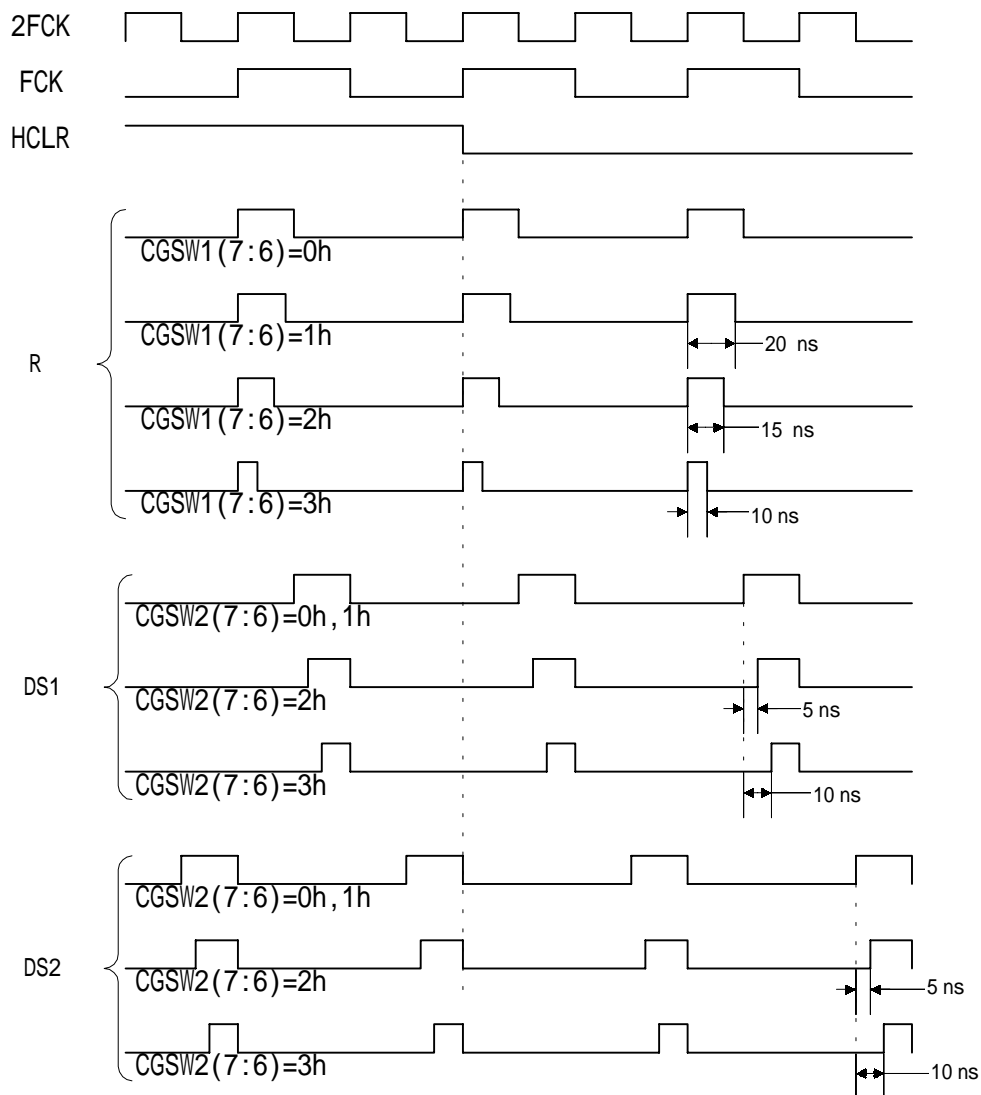 2FCK
FCK
HCLR
CGSW1(7:6)=0h
CGSW1(7:6)=1h
20 ns
R
CGSW1(7:6)=2h
15 ns
CGSW1(7:6)=3h
10 ns
CGSW2(7:6)=0h,1h
DS1
CGSW2(7:6)=2h
5 ns
CGSW2(7:6)=3h
10 ns
CGSW2(7:6)=0h,1h
DS2
CGSW2(7:6)=2h
5 ns
CGSW2(7:6)=3h
10 ns